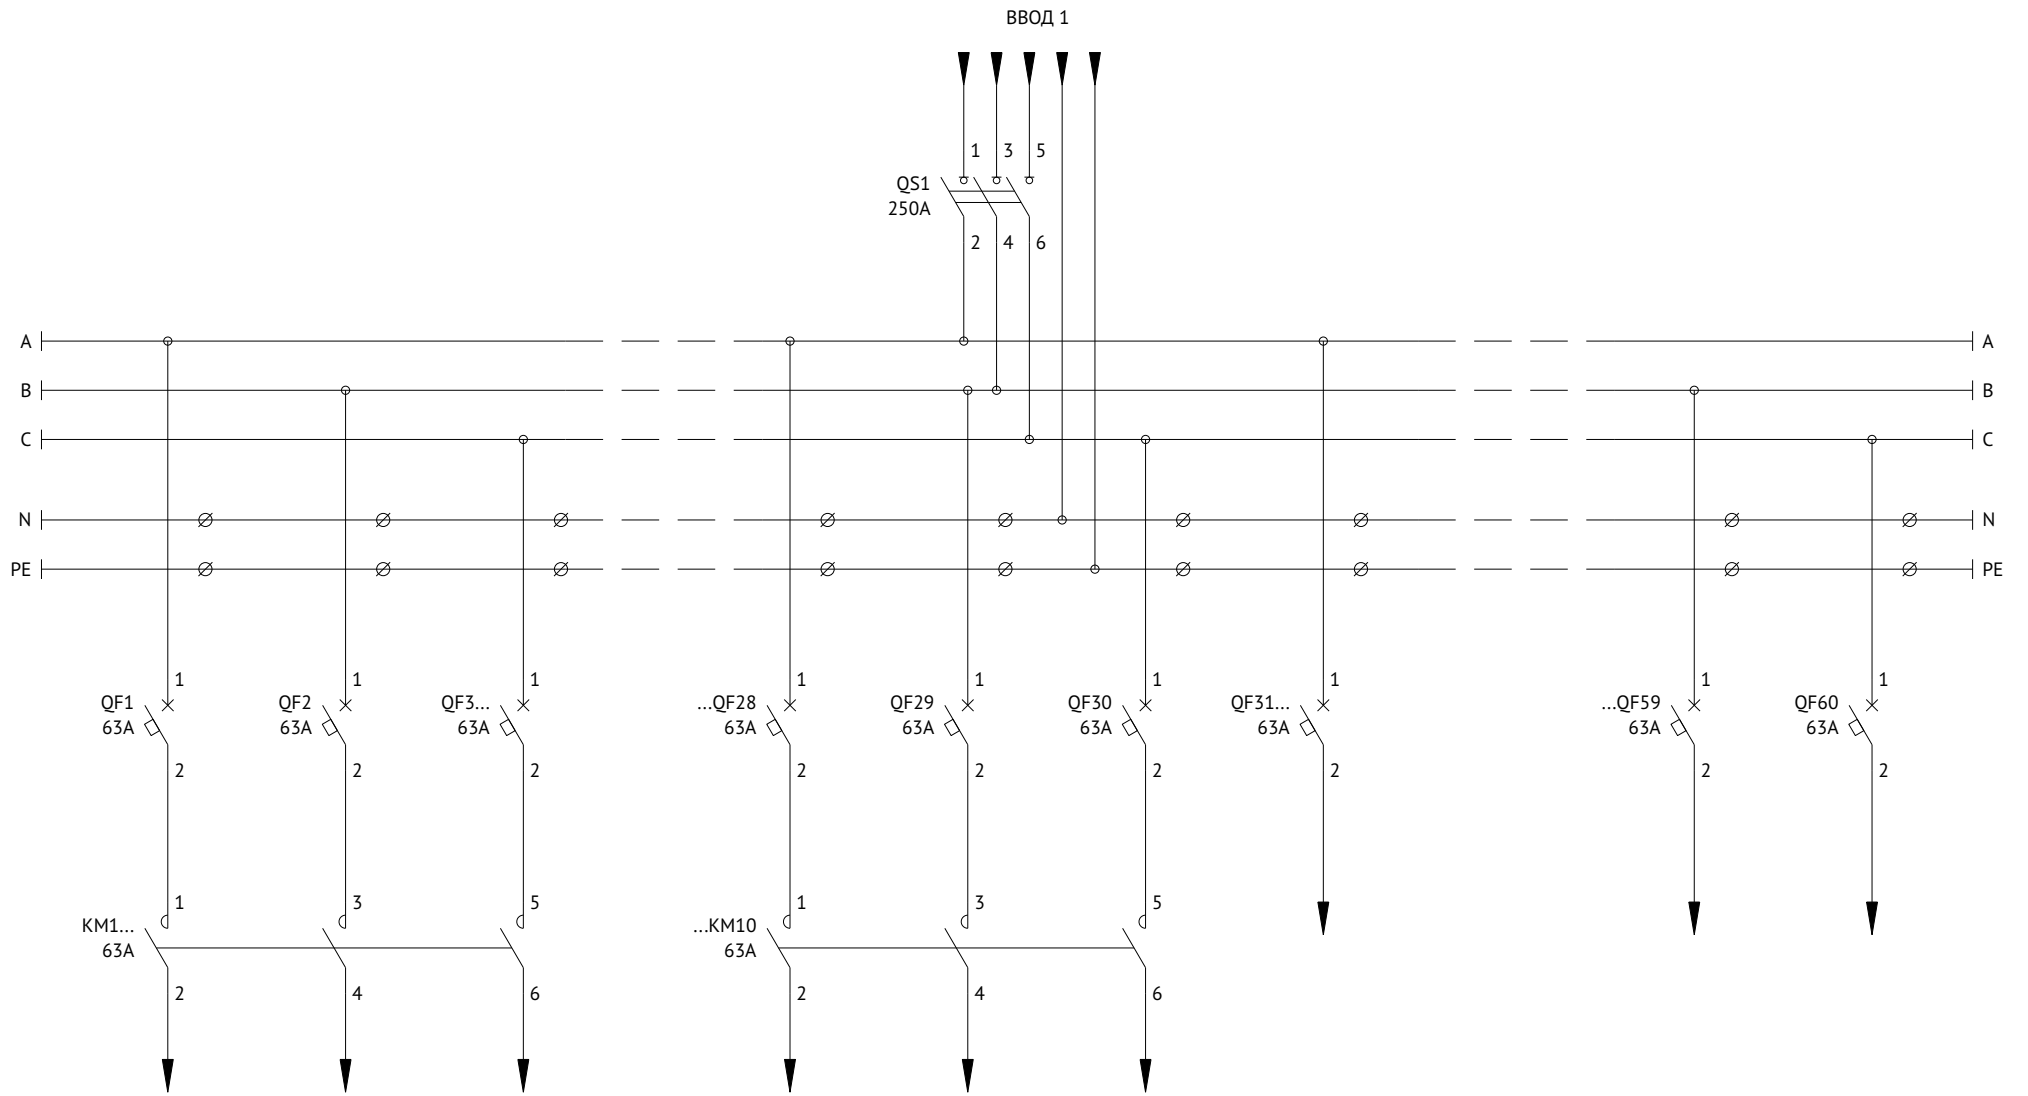 ВВОД 1
1 3 5
QS1
250A
2 4 6
A A
B B
C C
N N
PE PE
1 1 1 1 1 1 1 1 1
QF1 QF2 QF3... ...QF28 QF29 QF30 QF31... ...QF59 QF60
63A 63A 63A 63A 63A 63A 63A 63A 63A
2 2 2 2 2 2 2 2 2
1 3 5 1 3 5
KM1... ...KM10
63A 63A
2 4 6 2 4 6